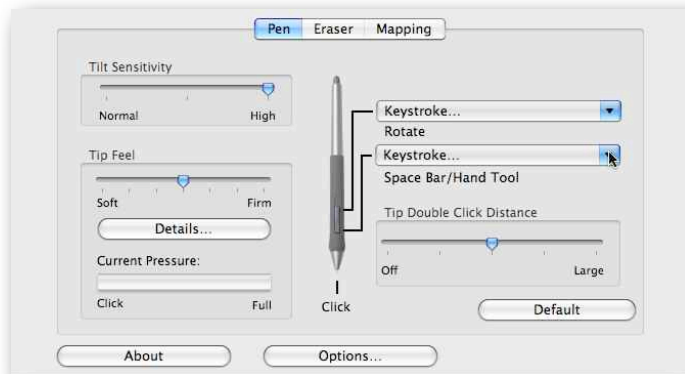 Pen Eraser Mapping
Tilt Sensitivity
Normal High
Keystroke...
Rotate
Keystroke...
Space Bar/Hand Tool
Tip Feel
Soft Firm
Details...
Current Pressure:
Click Full
Click
Tip Double Click Distance
Off Large
Default
About Options...